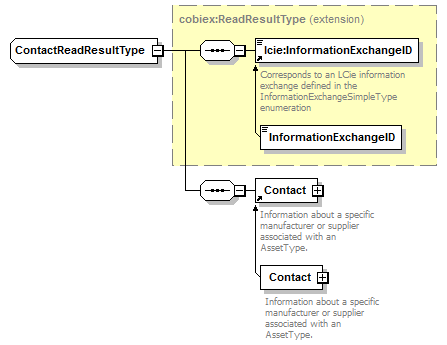 cobiex:ReadResultType (extension)
ContactReadResultType
lcie:InformationExchangeID
Corresponds to an LCie information
exchange defined in the
InformationExchangeSimpleType
enumeration
InformationExchangeID
Contact
Information about a specific
manufacturer or supplier
associated with an
AssetType.
Contact
Information about a specific
manufacturer or supplier
associated with an
AssetType.